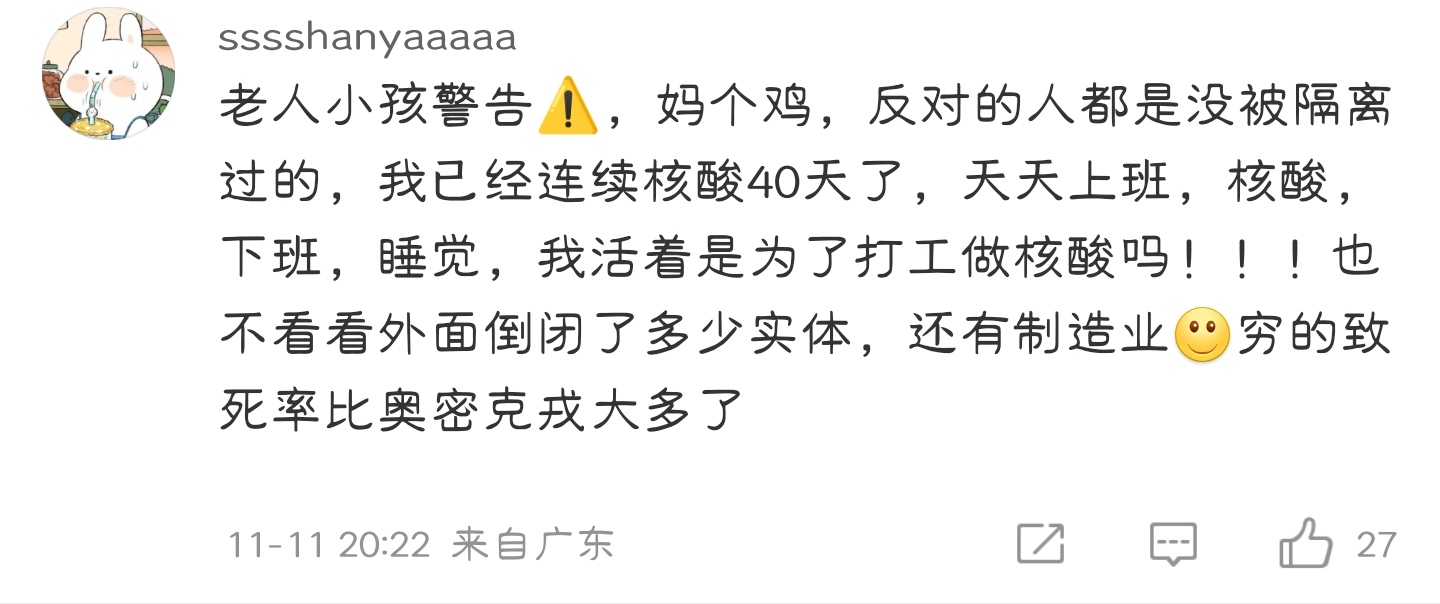 sssshanyaaaaa
老人小孩警告⚠️，妈个鸡，反对的人都是没被隔离
过的，我已经连续核酸40天了，天天上班，核酸，
下班，睡觉，我活着是为了打工做核酸吗！！！也
不看看外面倒闭了多少实体，还有制造业🙂穷的致
死率比奥密克戎大多了
11-11 20:22 来自广东
27